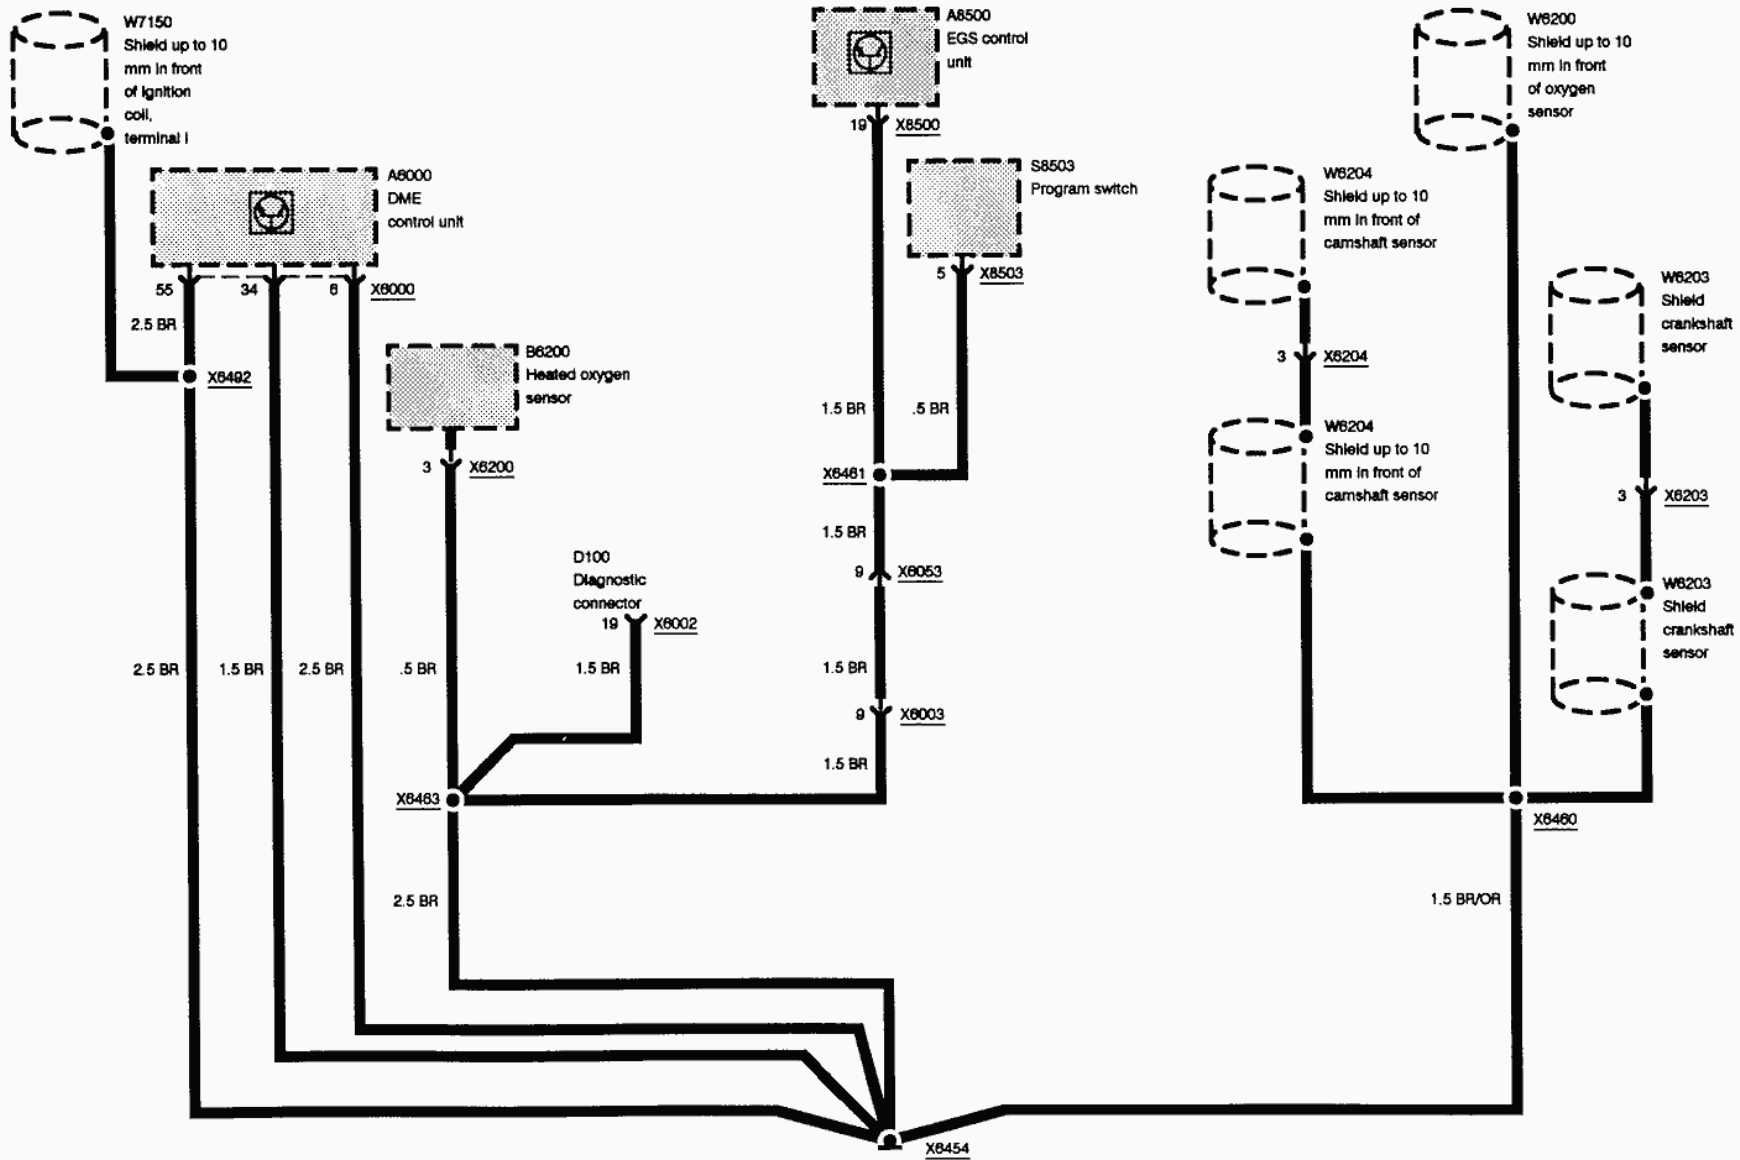 W7150
Shield up to 10
mm in front
of ignition
coil,
terminal I
A6000
DME
control unit
55
34
6
X6000
2.5 BR
X6492
B6200
Heated oxygen
sensor
3
X6200
D100
Diagnostic
connector
19
X6002
2.5 BR
1.5 BR
2.5 BR
.5 BR
1.5 BR
X6463
2.5 BR
A8500
EGS control
unit
19
X8500
S8503
Program switch
5
X8503
1.5 BR
.5 BR
X6461
1.5 BR
9
X6053
1.5 BR
9
X6003
1.5 BR
W6204
Shield up to 10
mm in front of
camshaft sensor
3
X6204
W6204
Shield up to 10
mm in front of
camshaft sensor
W6200
Shield up to 10
mm in front
of oxygen
sensor
W6203
Shield
crankshaft
sensor
3
X6203
W6203
Shield
crankshaft
sensor
X6460
1.5 BR/OR
X6454